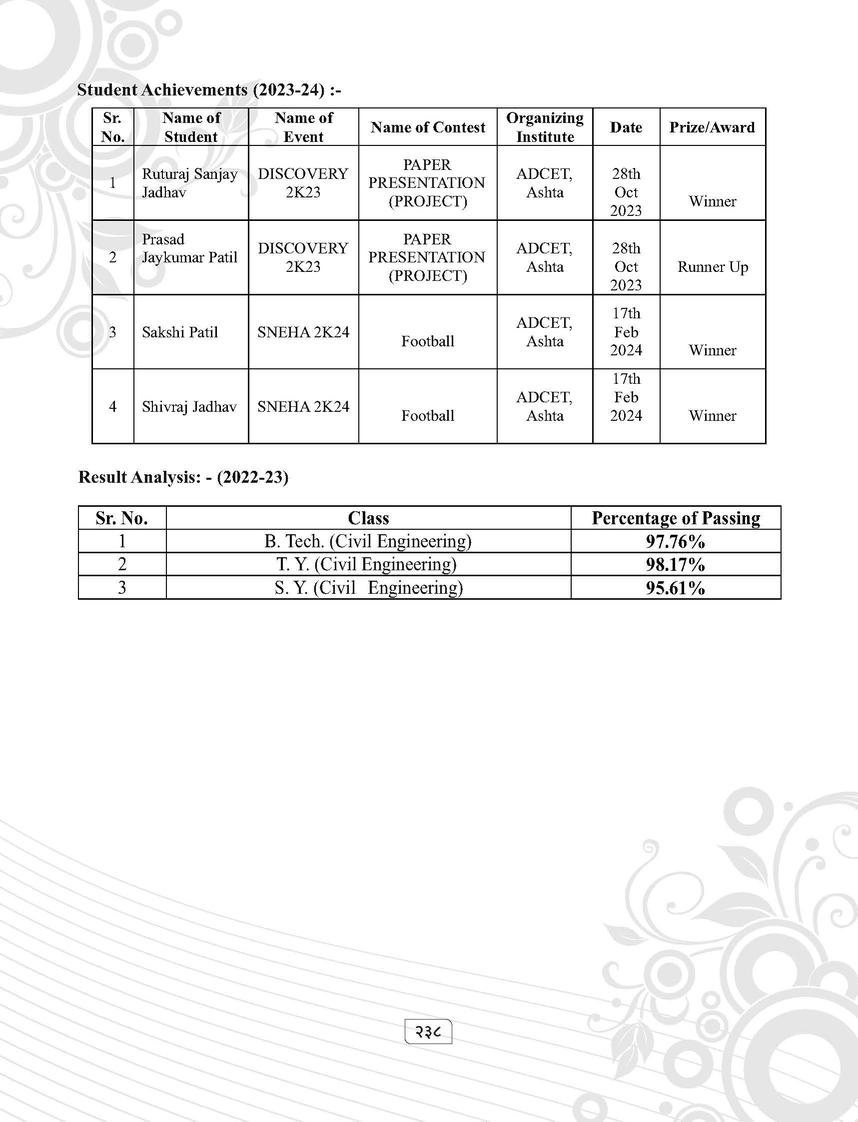 Student Achievements (2023-24) :-
Sr. No. Name of Student Name of Event Name of Contest Organizing Institute Date Prize/Award
1 Ruturaj Sanjay Jadhav DISCOVERY 2K23 PAPER PRESENTATION (PROJECT) ADCET, Ashta 28th Oct 2023 Winner
2 Prasad Jaykumar Patil DISCOVERY 2K23 PAPER PRESENTATION (PROJECT) ADCET, Ashta 28th Oct 2023 Runner Up
3 Sakshi Patil SNEHA 2K24 Football ADCET, Ashta 17th Feb 2024 Winner
4 Shivraj Jadhav SNEHA 2K24 Football ADCET, Ashta 17th Feb 2024 Winner
Result Analysis: - (2022-23)
Sr. No. Class Percentage of Passing
1 B. Tech. (Civil Engineering) 97.76%
2 T. Y. (Civil Engineering) 98.17%
3 S. Y. (Civil Engineering) 95.61%
२३८